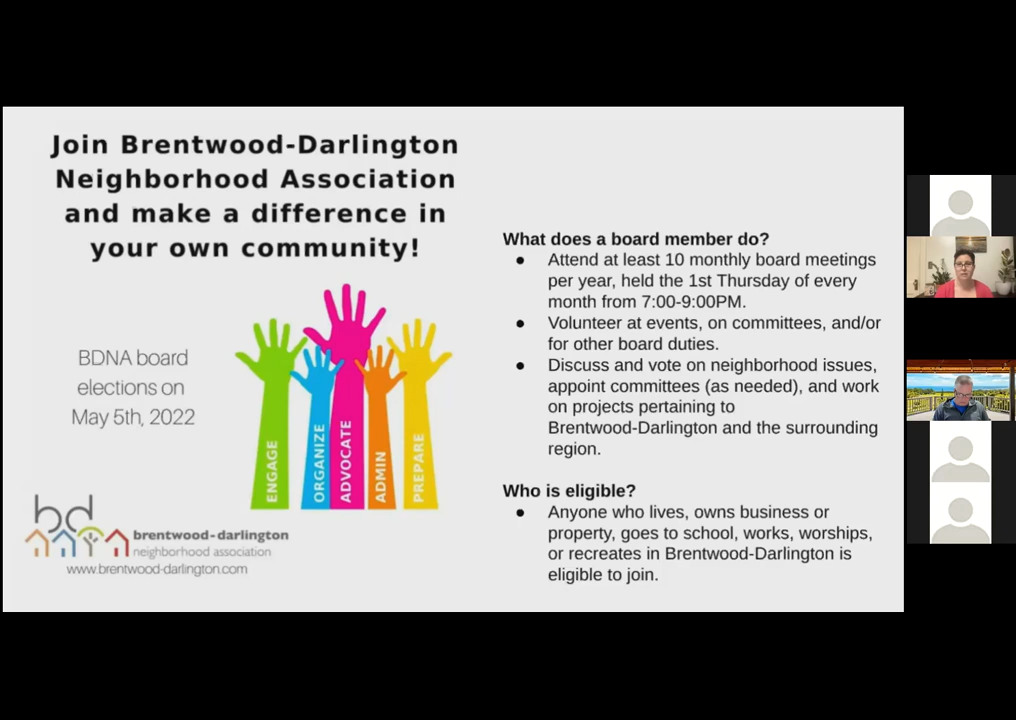 Join Brentwood-Darlington
Neighborhood Association
and make a difference in
your own community!
BDNA board
elections on
May 5th, 2022
ENGAGE
ORGANIZE
ADVOCATE
ADMIN
PREPARE
bd
brentwood-darlington
neighborhood association
www.brentwood-darlington.com
What does a board member do?
● Attend at least 10 monthly board meetings
per year, held the 1st Thursday of every
month from 7:00-9:00PM.
● Volunteer at events, on committees, and/or
for other board duties.
● Discuss and vote on neighborhood issues,
appoint committees (as needed), and work
on projects pertaining to
Brentwood-Darlington and the surrounding
region.
Who is eligible?
● Anyone who lives, owns business or
property, goes to school, works, worships,
or recreates in Brentwood-Darlington is
eligible to join.